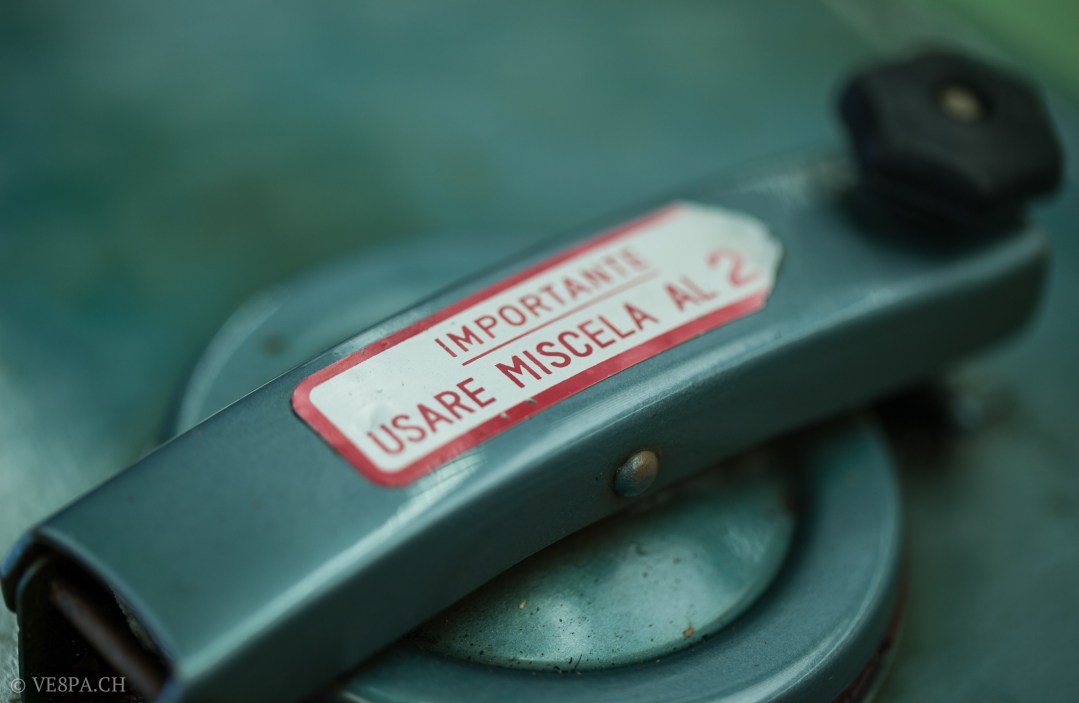 IMPORTANTE
USARE MISCELA AL 2
© VE8PA.CH